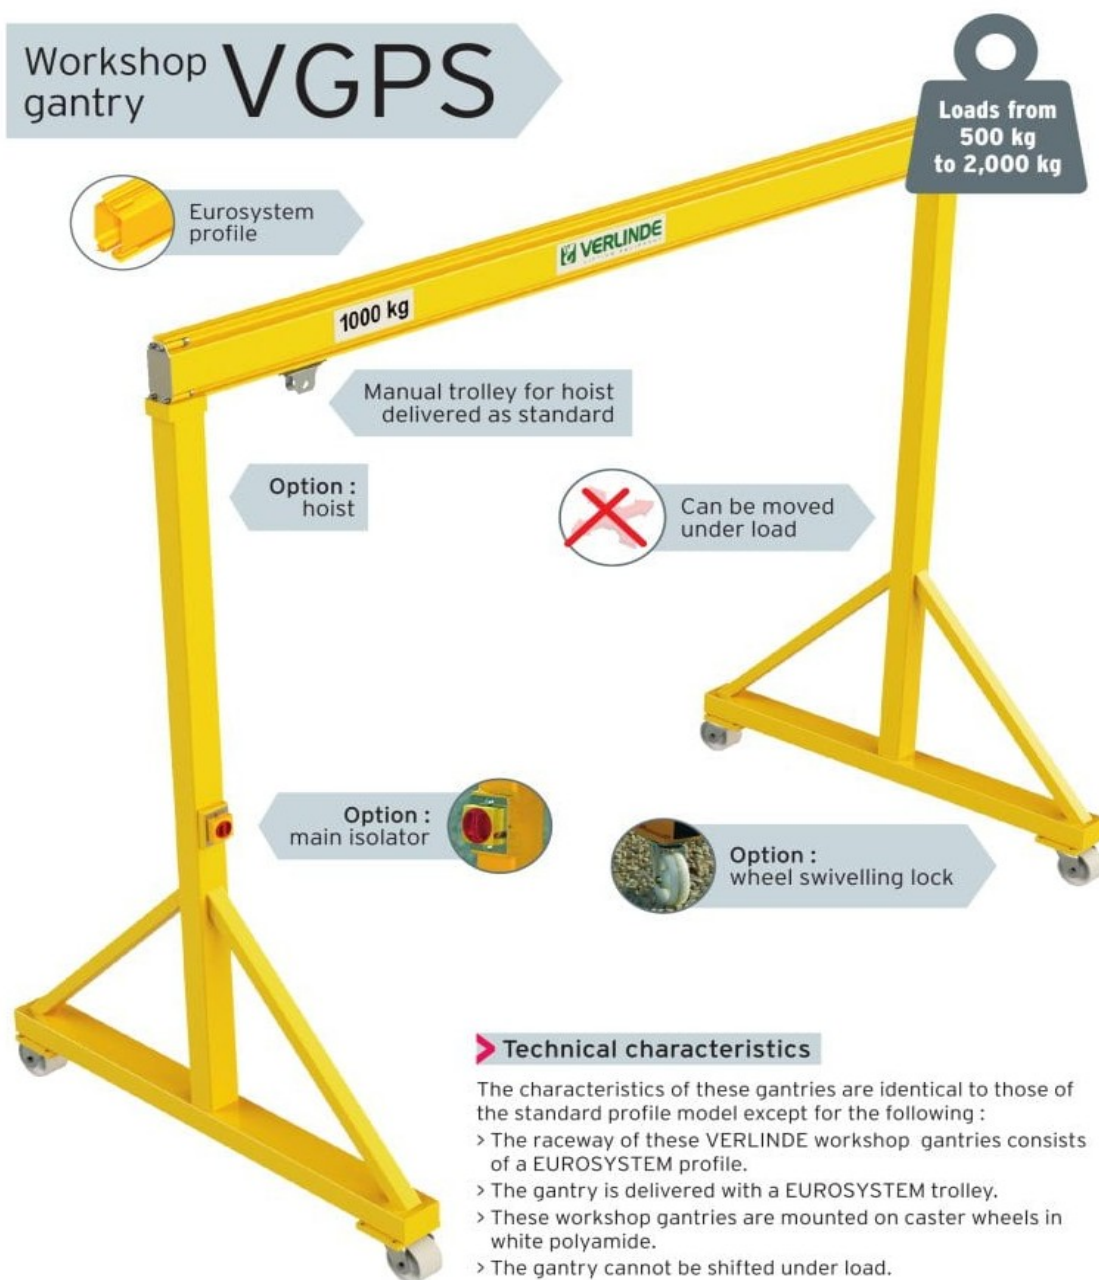 Workshop
gantry
VGPS
Loads from
500 kg
to 2,000 kg
Eurosystem
profile
VERLINDE
1000 kg
Manual trolley for hoist
delivered as standard
Option :
hoist
Can be moved
under load
Option :
main isolator
Option :
wheel swivelling lock
Technical characteristics
The characteristics of these gantries are identical to those of
the standard profile model except for the following :
> The raceway of these VERLINDE workshop gantries consists
of a EUROSYSTEM profile.
> The gantry is delivered with a EUROSYSTEM trolley.
> These workshop gantries are mounted on caster wheels in
white polyamide.
> The gantry cannot be shifted under load.